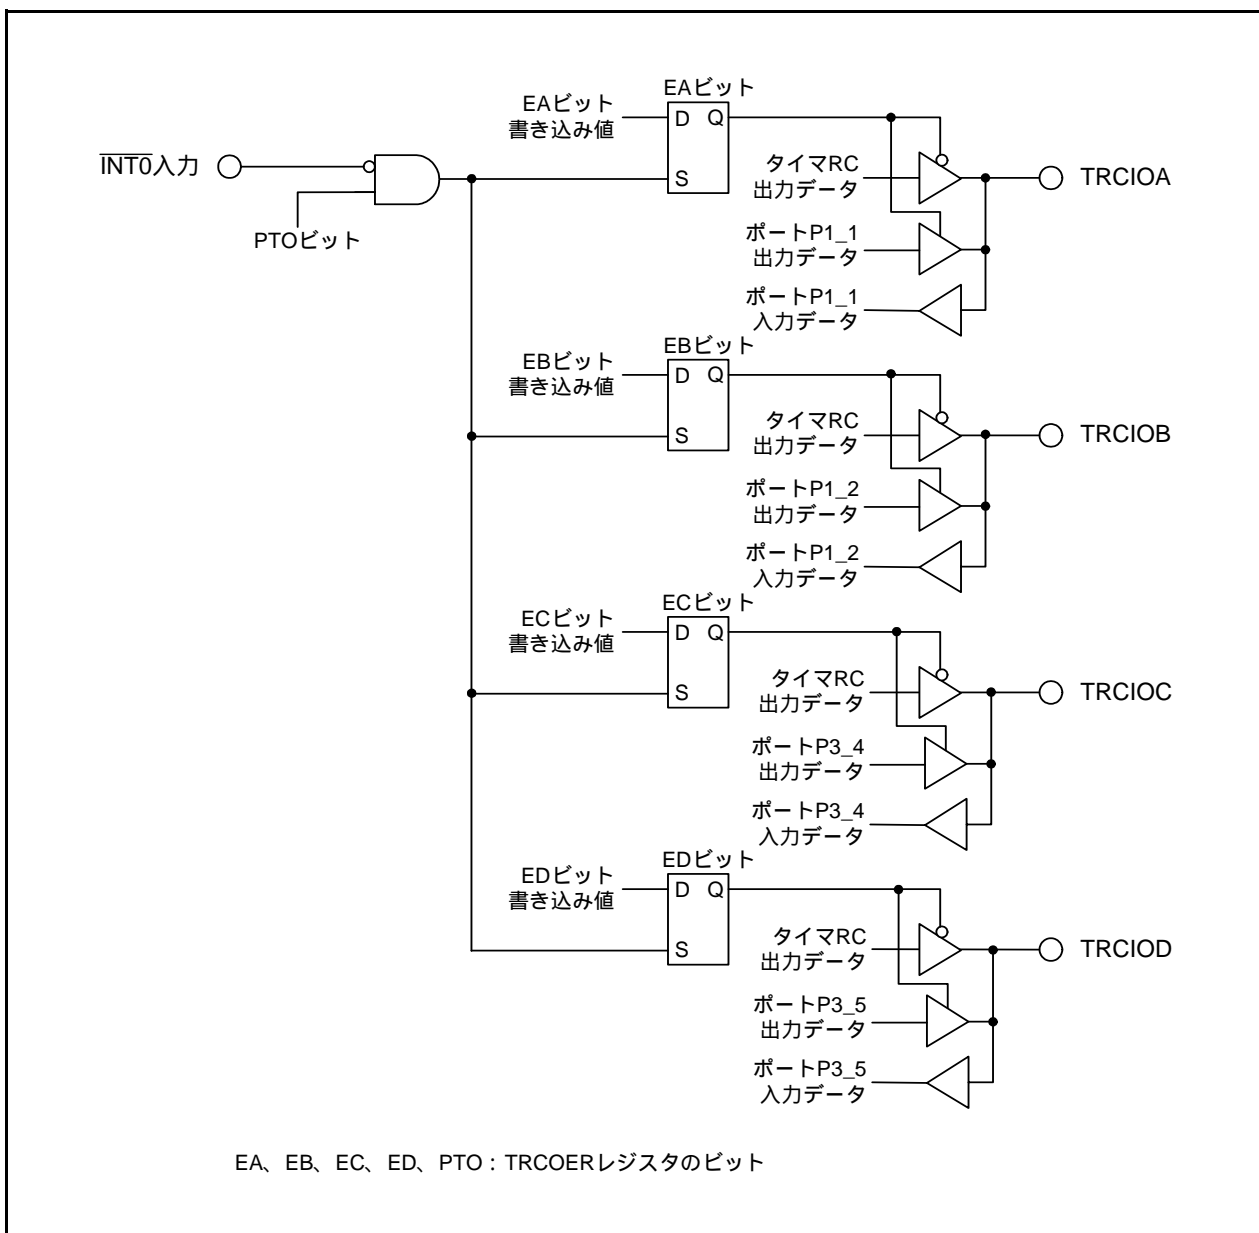 EAビット
EAビット
書き込み値
D Q
S
INT0入力
PTOビット
タイマRC
出力データ
TRCIOA
ポートP1_1
出力データ
ポートP1_1
入力データ
EBビット
EBビット
書き込み値
D Q
S
タイマRC
出力データ
TRCIOB
ポートP1_2
出力データ
ポートP1_2
入力データ
ECビット
ECビット
書き込み値
D Q
S
タイマRC
出力データ
TRCIOC
ポートP3_4
出力データ
ポートP3_4
入力データ
EDビット
EDビット
書き込み値
D Q
S
タイマRC
出力データ
TRCIOD
ポートP3_5
出力データ
ポートP3_5
入力データ
EA、EB、EC、ED、PTO：TRCOERレジスタのビット